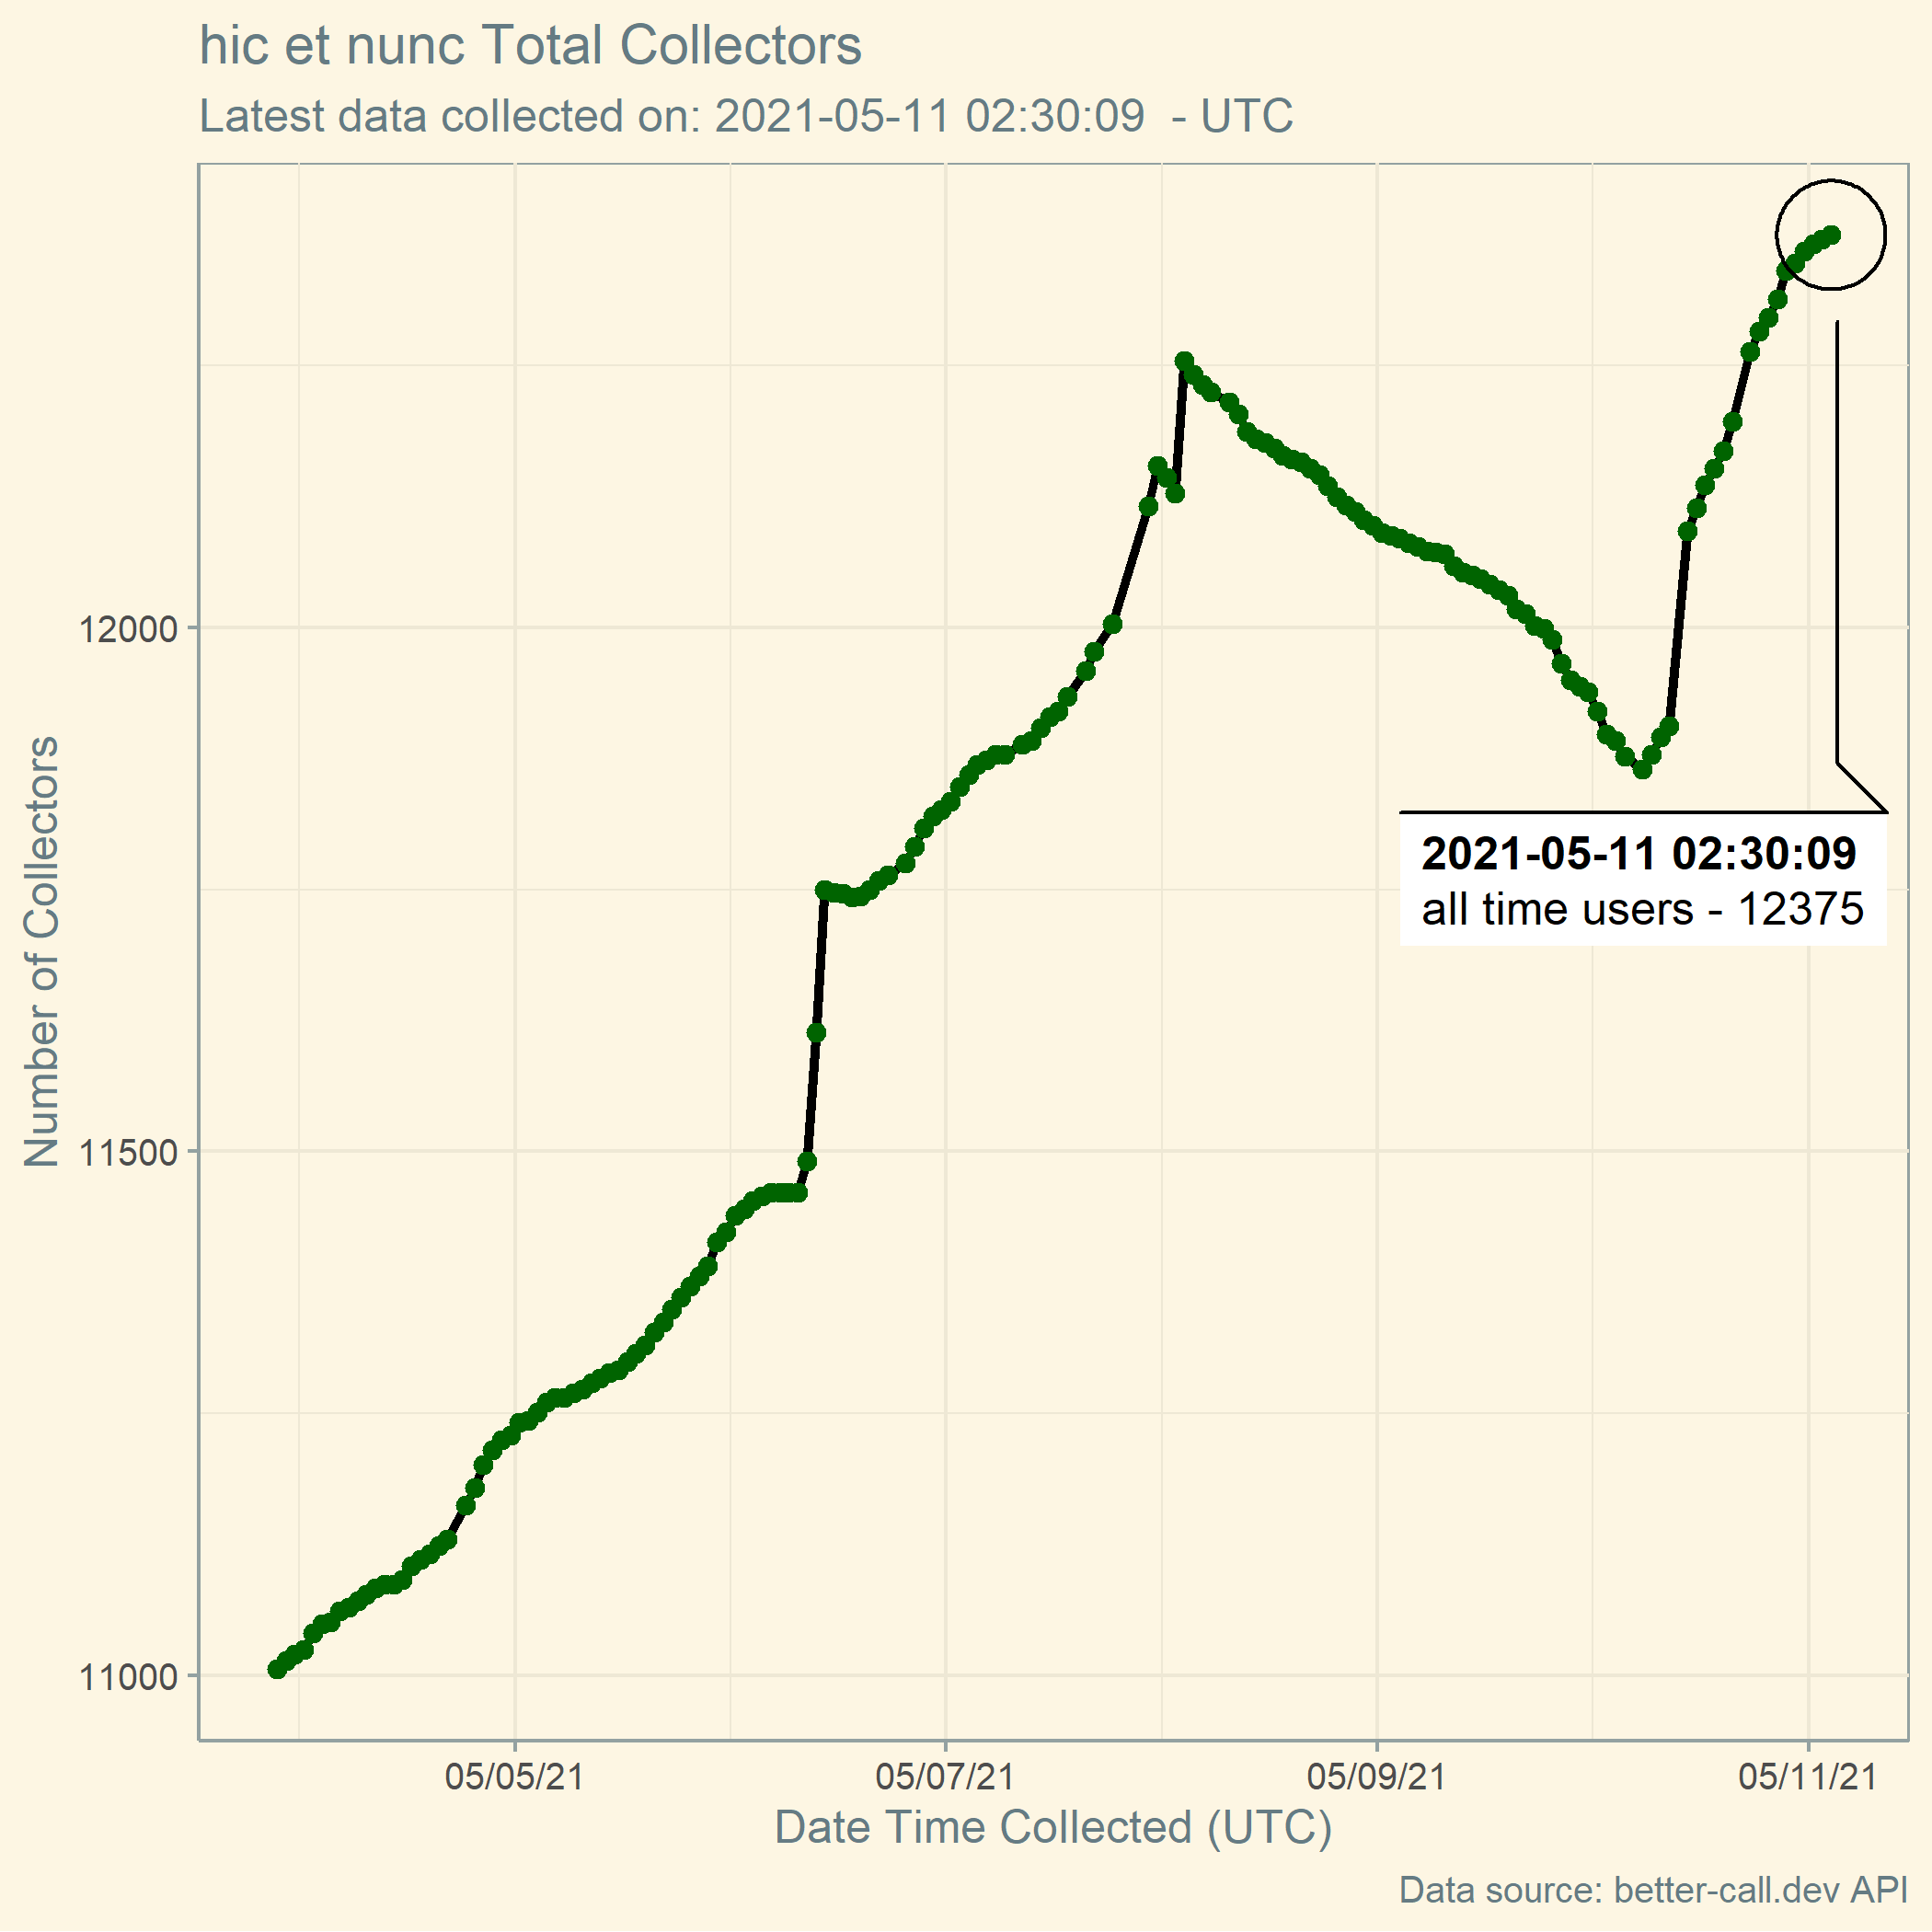 hic et nunc Total Collectors
Latest data collected on: 2021-05-11 02:30:09  - UTC
Number of Collectors
12000
11500
11000
2021-05-11 02:30:09
all time users - 12375
05/05/21
05/07/21
05/09/21
05/11/21
Date Time Collected (UTC)
Data source: better-call.dev API